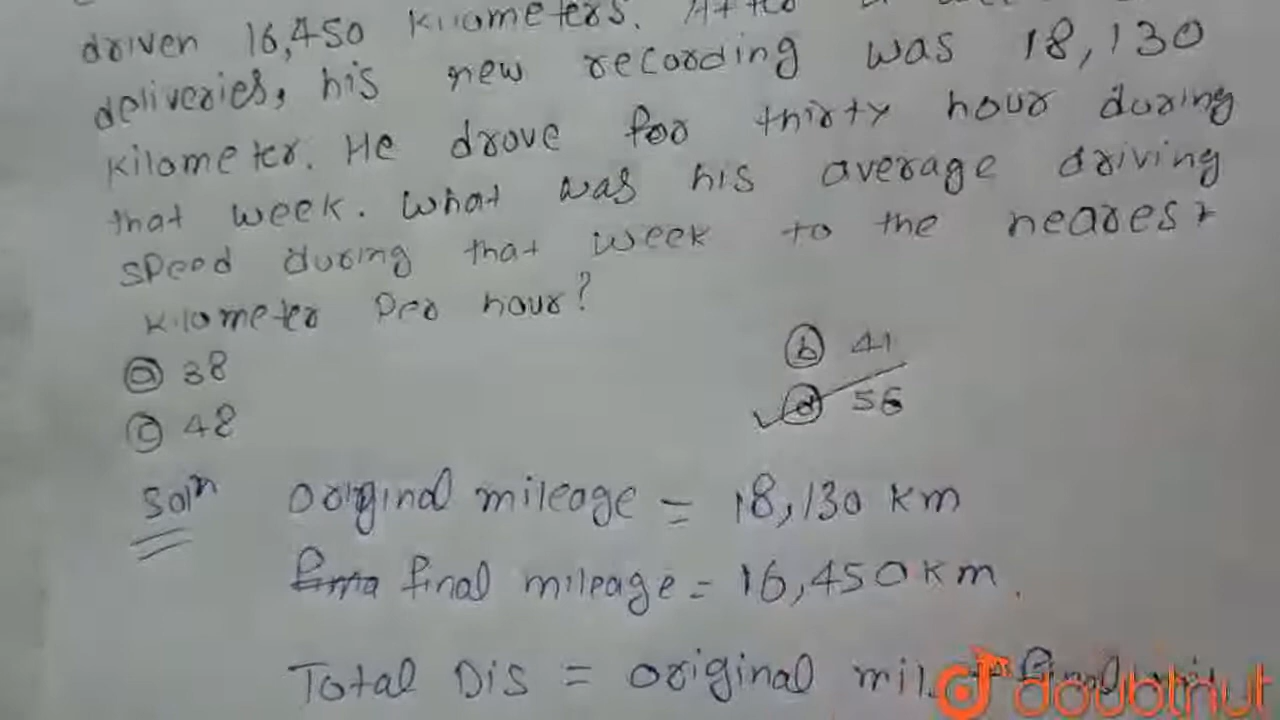 driven 16,450 kilometers.
deliveries, his new recording was 18,130
kilometer. He drove for thirty hour during
that week. What was his average driving
speed during that week to the nearest
kilometer per hour?
(a) 38 (b) 41
(c) 48 (d) 56
Soln original mileage = 18,130 km
final mileage = 16,450 km.
Total Dis = original
doubtnut